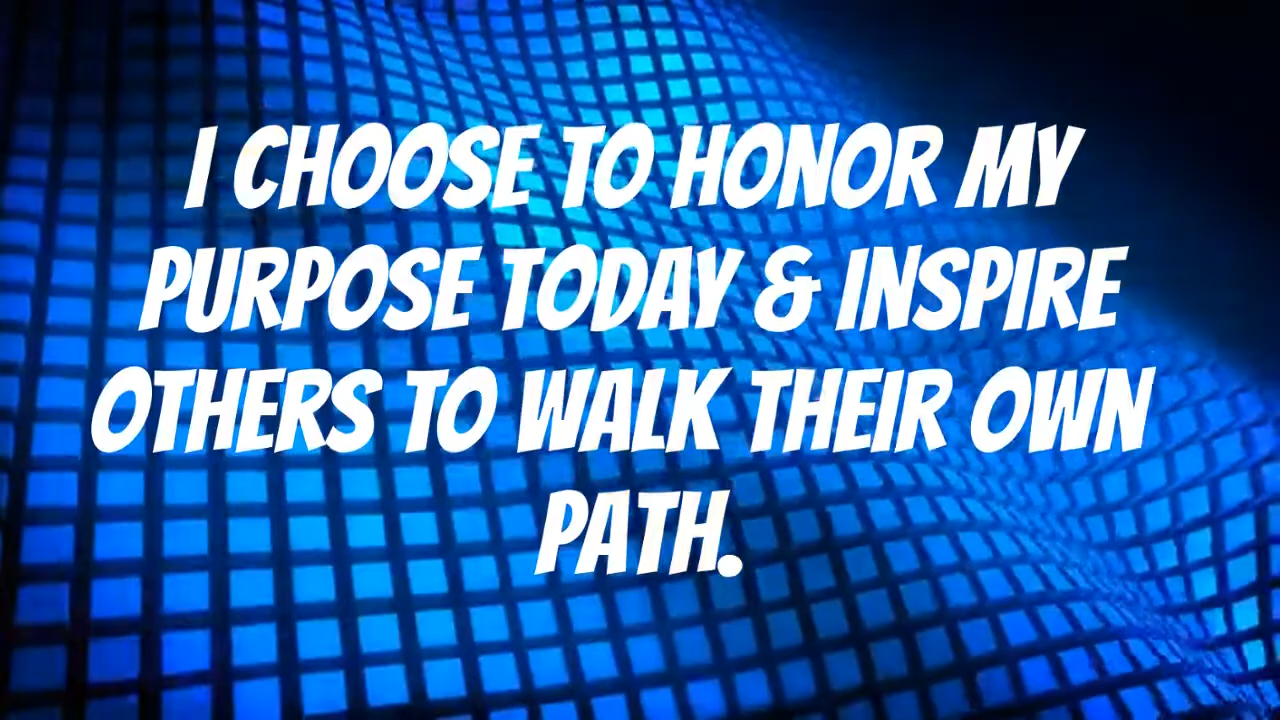 I CHOOSE TO HONOR MY
PURPOSE TODAY & INSPIRE
OTHERS TO WALK THEIR OWN
PATH.